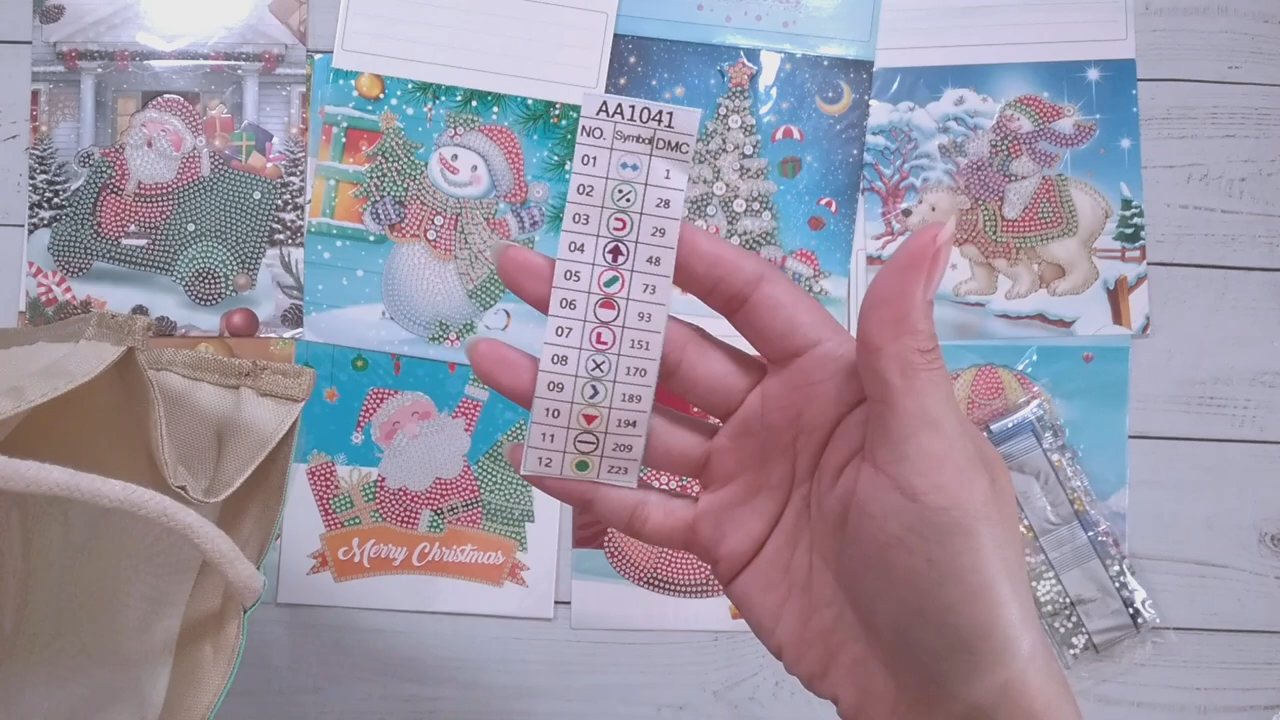 AA1041
NO. Symbol DMC
01 1
02 28
03 29
04 48
05 73
06 93
07 151
08 170
09 189
10 194
11 209
12 Z23
Merry Christmas